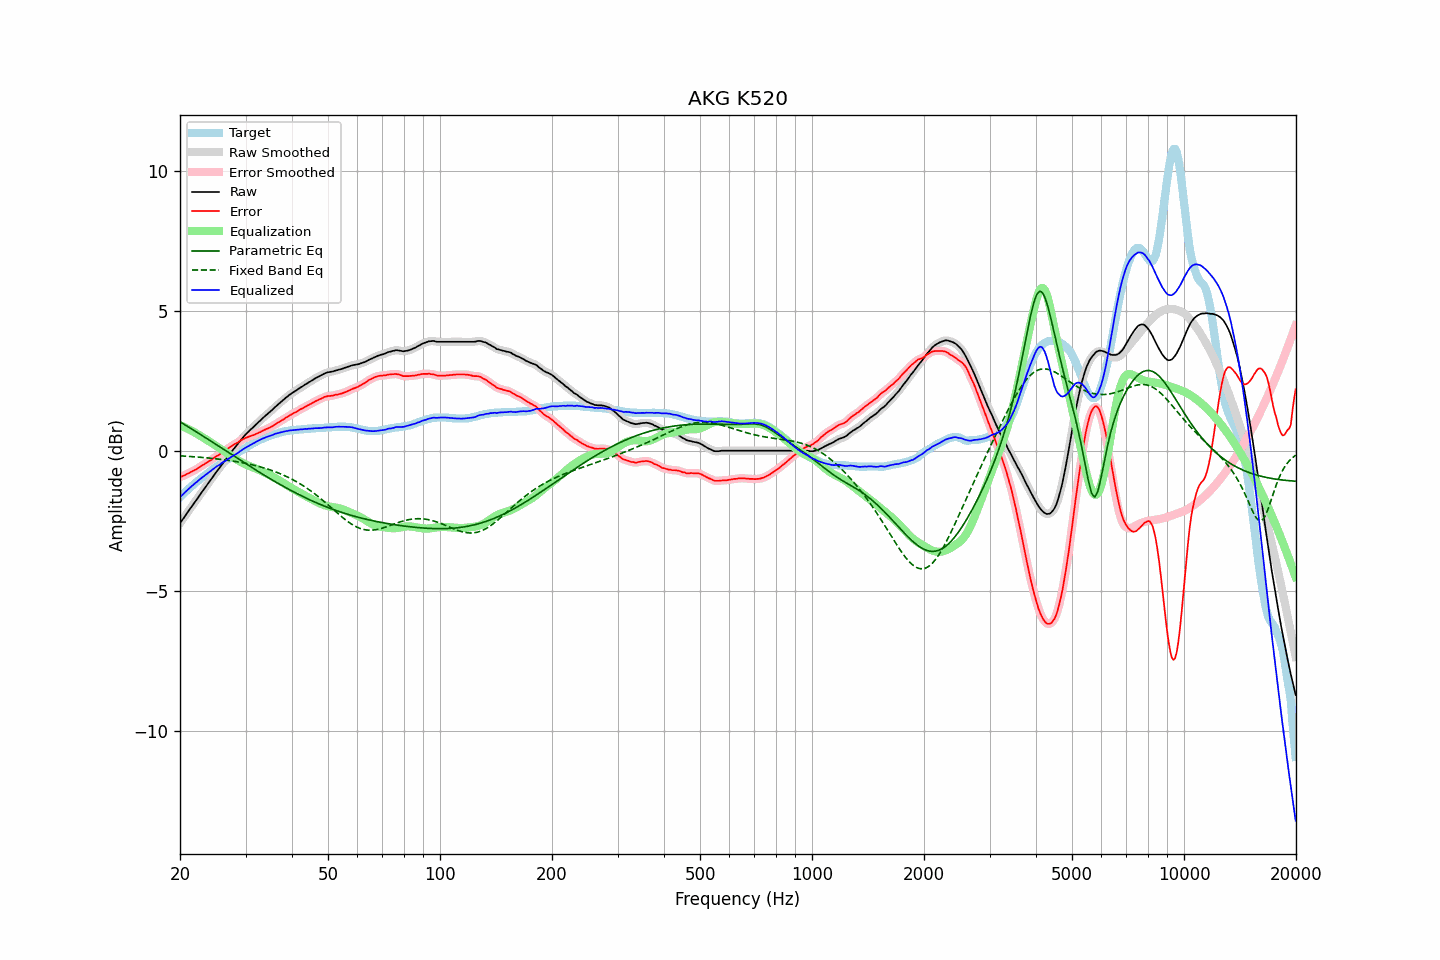 AKG K520
Target
Raw Smoothed
Error Smoothed
Raw
Error
Equalization
Parametric Eq
Fixed Band Eq
Equalized
10
5
0
−5
−10
Amplitude (dBr)
20 50 100 200 500 1000 2000 5000 10000 20000
Frequency (Hz)